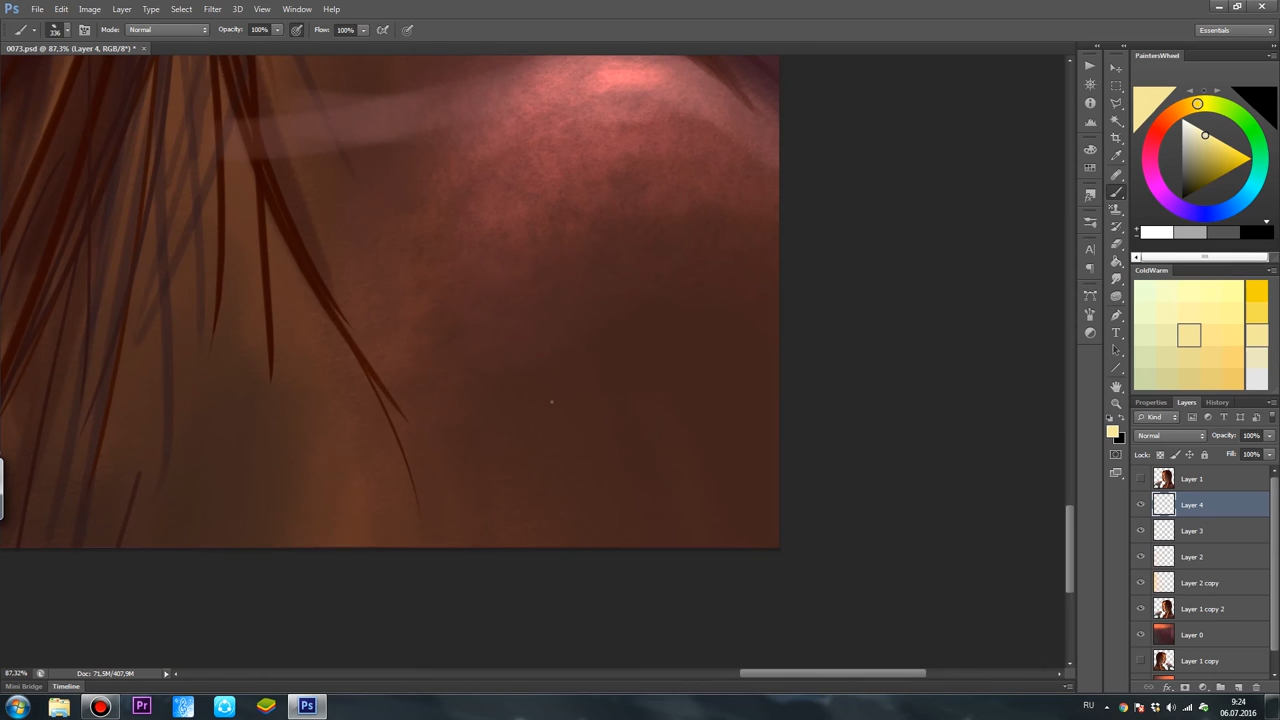 Ps File Edit Image Layer Type Select Filter 3D View Window Help
336 Mode: Normal Opacity: 100% Flow: 100% Essentials
0073.psd @ 87,3% (Layer 4, RGB/8*) * ×
PaintersWheel
ColdWarm
Properties Layers History
Kind
Normal Opacity: 100%
Lock: Fill: 100%
Layer 1
Layer 4
Layer 3
Layer 2
Layer 2 copy
Layer 1 copy 2
Layer 0
Layer 1 copy
87,32% Doc: 71,5M/407,9M
Mini Bridge Timeline
Pr Ps RU 9:24
06.07.2016